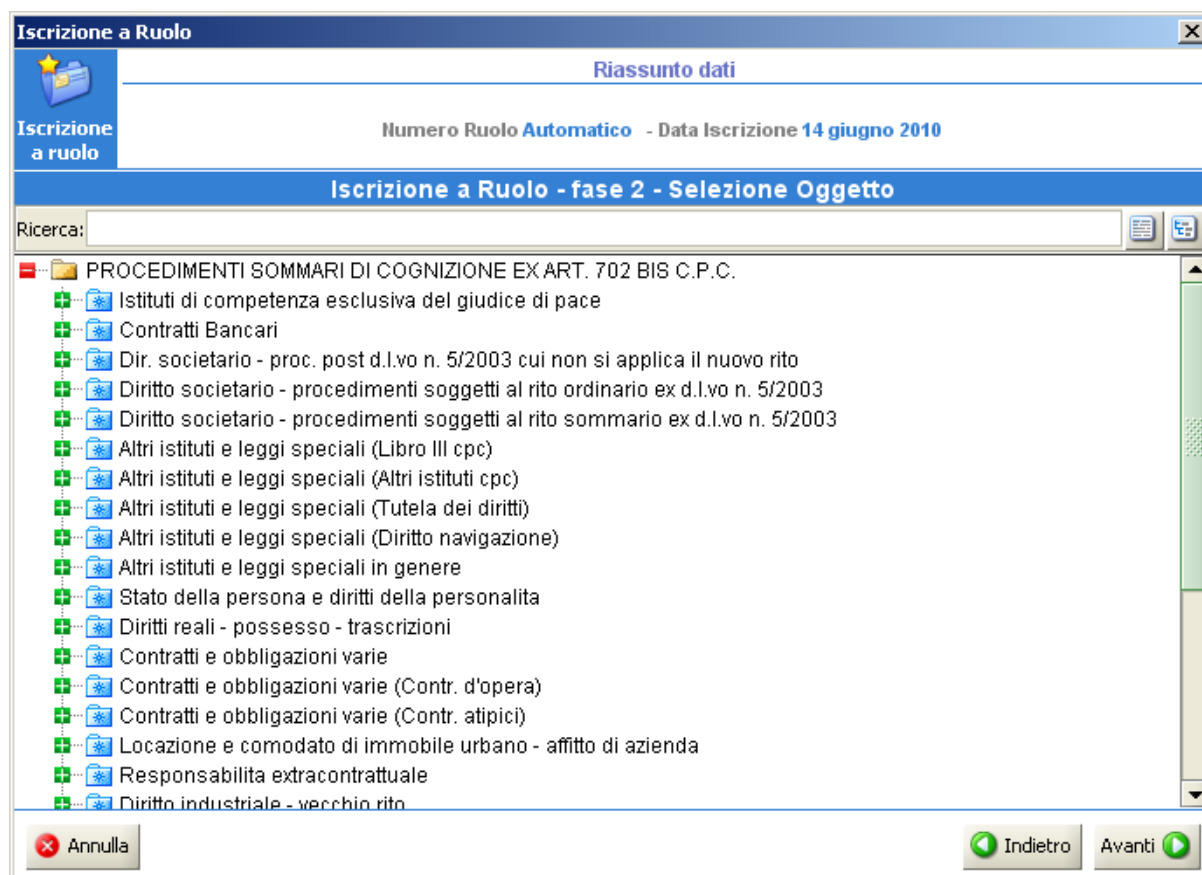 Iscrizione a Ruolo
Riassunto dati
Iscrizione
a ruolo
Numero Ruolo Automatico - Data Iscrizione 14 giugno 2010
Iscrizione a Ruolo - fase 2 - Selezione Oggetto
Ricerca:
PROCEDIMENTI SOMMARI DI COGNIZIONE EX ART. 702 BIS C.P.C.
Istituti di competenza esclusiva del giudice di pace
Contratti Bancari
Dir. societario - proc. post d.l.vo n. 5/2003 cui non si applica il nuovo rito
Diritto societario - procedimenti soggetti al rito ordinario ex d.l.vo n. 5/2003
Diritto societario - procedimenti soggetti al rito sommario ex d.l.vo n. 5/2003
Altri istituti e leggi speciali (Libro III cpc)
Altri istituti e leggi speciali (Altri istituti cpc)
Altri istituti e leggi speciali (Tutela dei diritti)
Altri istituti e leggi speciali (Diritto navigazione)
Altri istituti e leggi speciali in genere
Stato della persona e diritti della personalita
Diritti reali - possesso - trascrizioni
Contratti e obbligazioni varie
Contratti e obbligazioni varie (Contr. d'opera)
Contratti e obbligazioni varie (Contr. atipici)
Locazione e comodato di immobile urbano - affitto di azienda
Responsabilita extracontrattuale
Diritto industriale - vecchio rito
Annulla
Indietro
Avanti